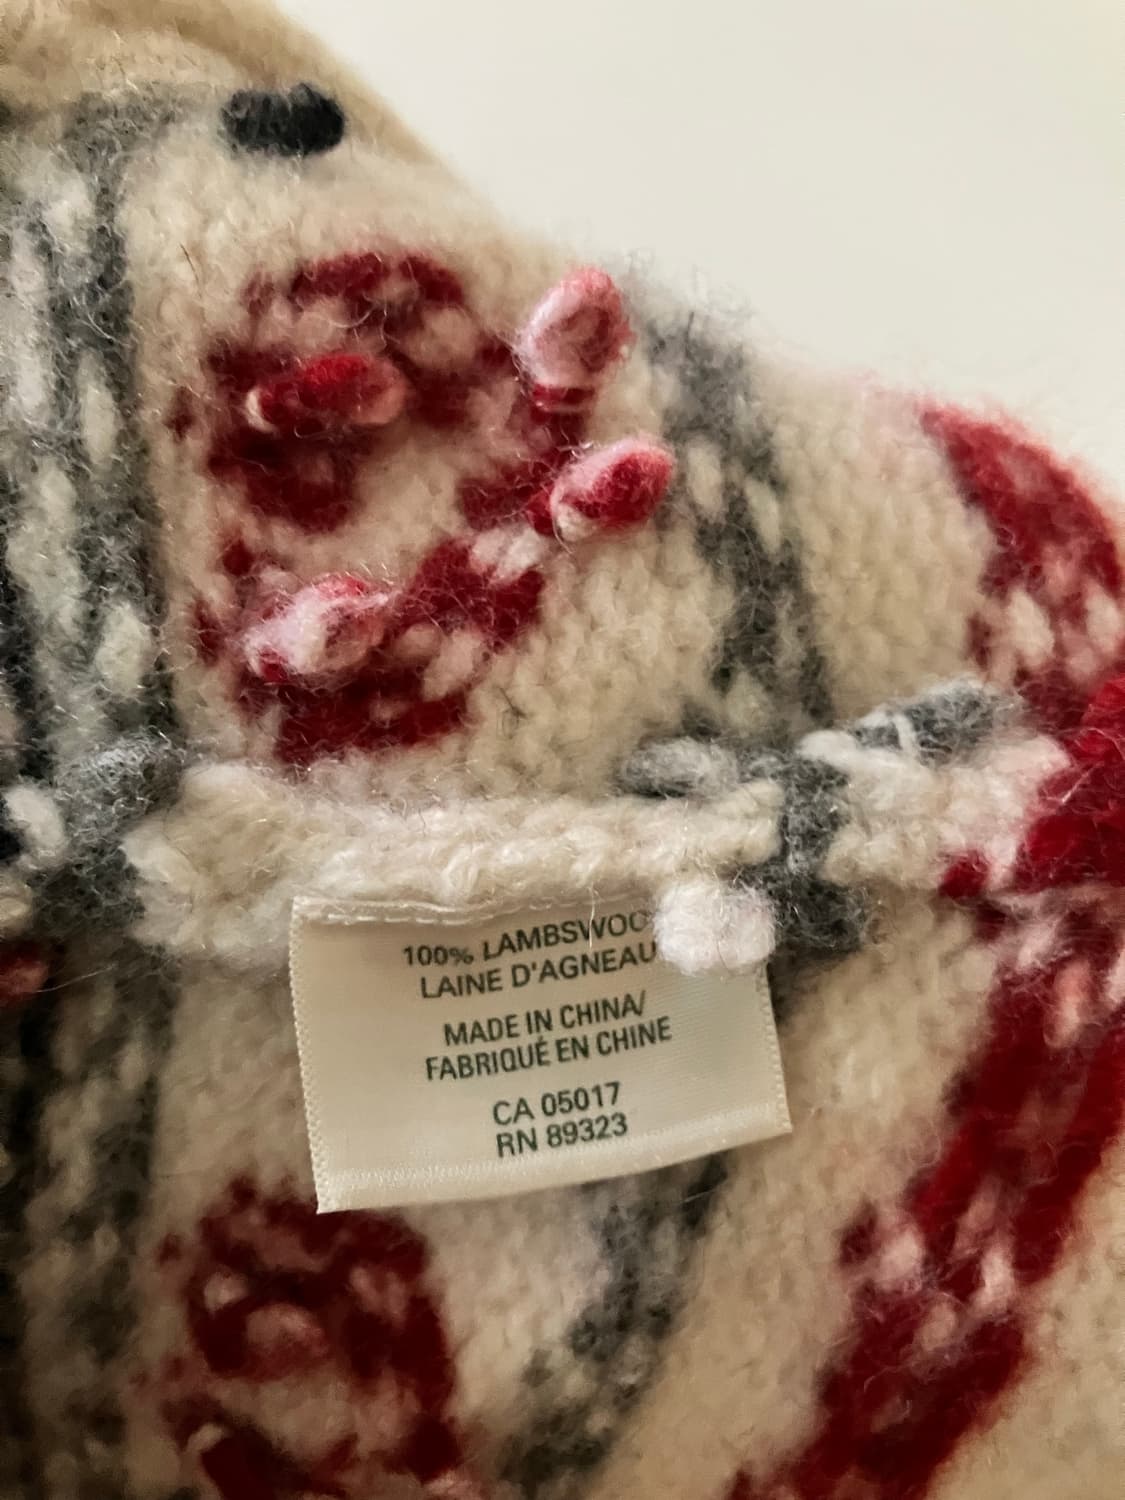 100% LAMBSWOO
LAINE D'AGNEAU
MADE IN CHINA/
FABRIQUÉ EN CHINE
CA 05017
RN 89323